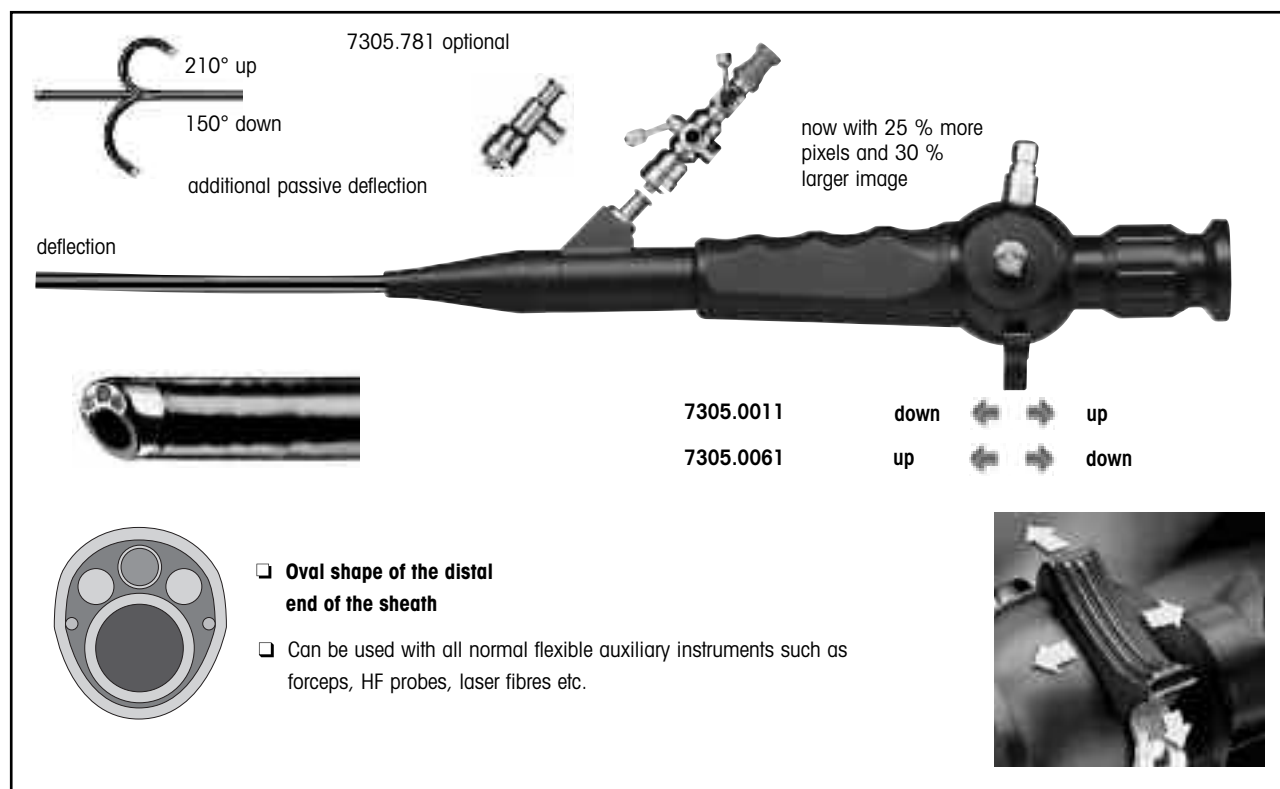 7305.781 optional
210° up
150° down
additional passive deflection
now with 25 % more
pixels and 30 %
larger image
deflection
7305.0011 down up
7305.0061 up down
❏ Oval shape of the distal
end of the sheath
❏ Can be used with all normal flexible auxiliary instruments such as
forceps, HF probes, laser fibres etc.